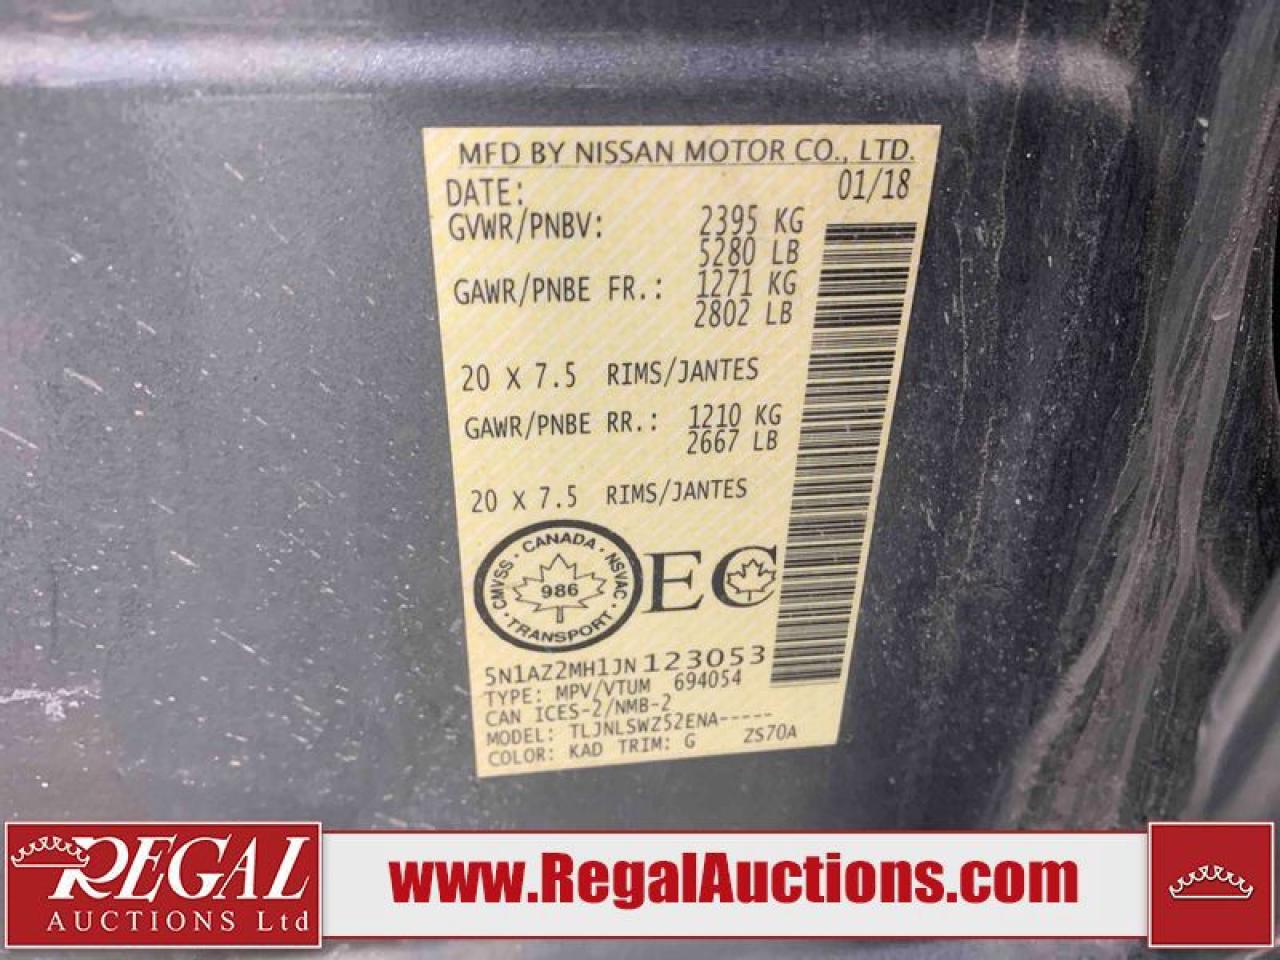 MFD BY NISSAN MOTOR CO., LTD.
DATE: 01/18
GVWR/PNBV: 2395 KG
5280 LB
GAWR/PNBE FR.: 1271 KG
2802 LB
20 X 7.5 RIMS/JANTES
GAWR/PNBE RR.: 1210 KG
2667 LB
20 X 7.5 RIMS/JANTES
CMVSS · CANADA · NSVAC · TRANSPORT ·
986
EC
5N1AZ2MH1JN123053
TYPE: MPV/VTUM 694054
CAN ICES-2/NMB-2
MODEL: TLJNLSWZ52ENA-----
COLOR: KAD TRIM: G ZS70A
REGAL
AUCTIONS Ltd
www.RegalAuctions.com